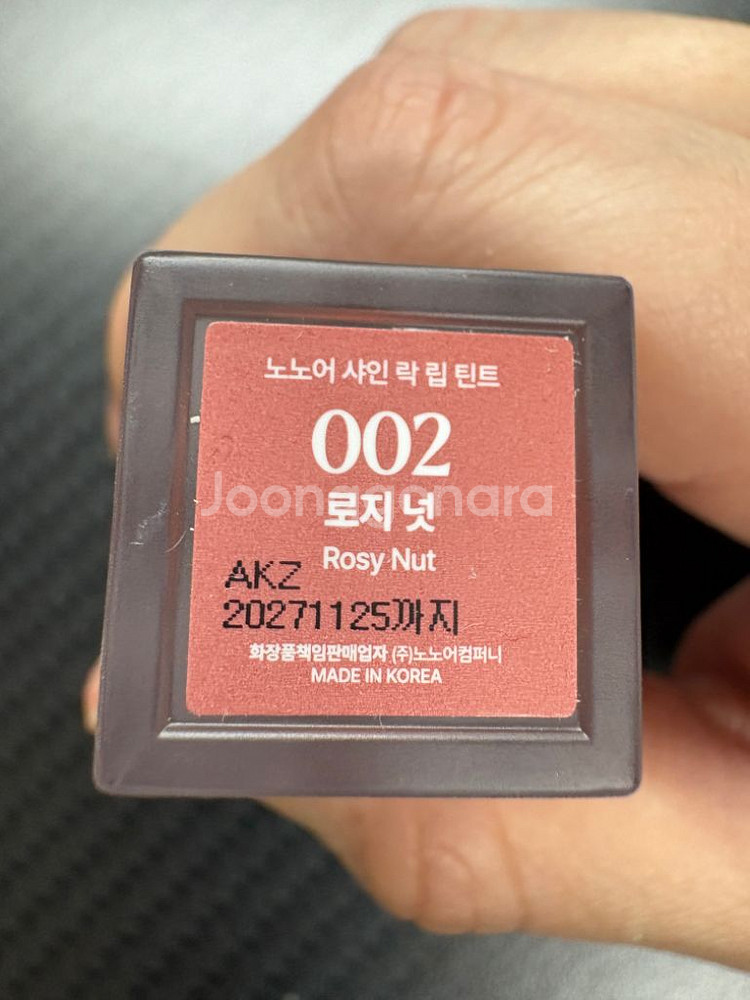 노노어 샤인 락 립 틴트
002
Joonggonara
로지 넛
Rosy Nut
AKZ
20271125까지
화장품책임판매업자 (주)노노어컴퍼니
MADE IN KOREA